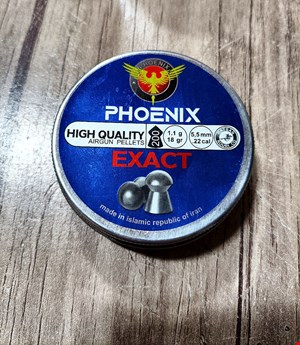 PHOENIX
PHOENIX
HIGH QUALITY
AIRGUN PELLETS
200
1.1 g
18 gr
5.5 mm
22 cal
EXACT
made in islamic republic of iran